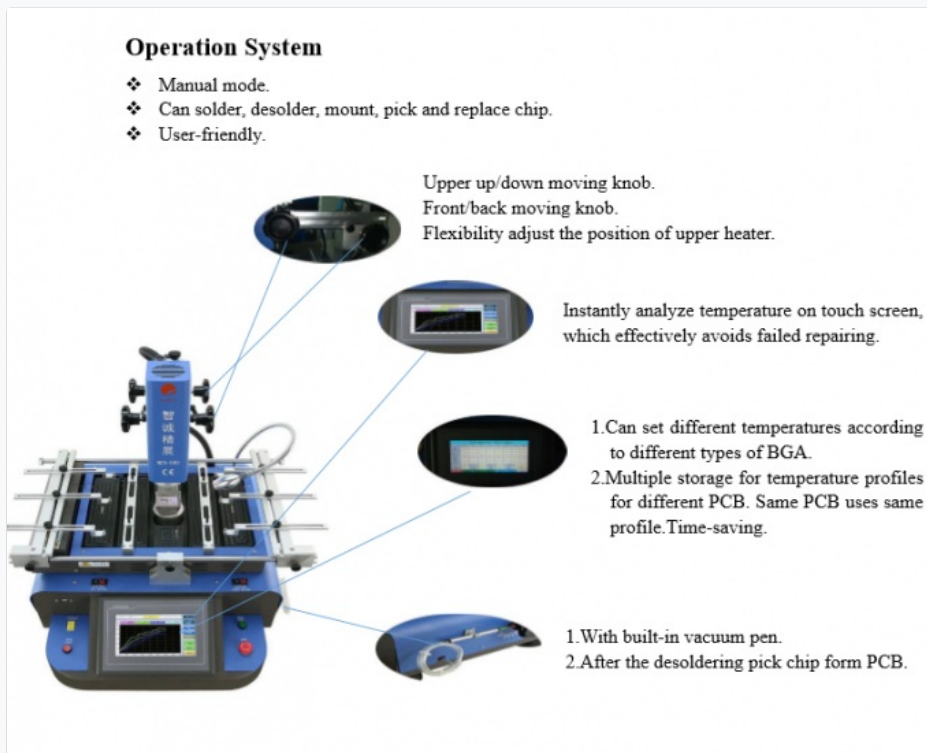 Operation System
❖ Manual mode.
❖ Can solder, desolder, mount, pick and replace chip.
❖ User-friendly.
Upper up/down moving knob.
Front/back moving knob.
Flexibility adjust the position of upper heater.
Instantly analyze temperature on touch screen,
which effectively avoids failed repairing.
1.Can set different temperatures according
to different types of BGA.
2.Multiple storage for temperature profiles
for different PCB. Same PCB uses same
profile.Time-saving.
智诚精展
CE
1.With built-in vacuum pen.
2.After the desoldering pick chip form PCB.